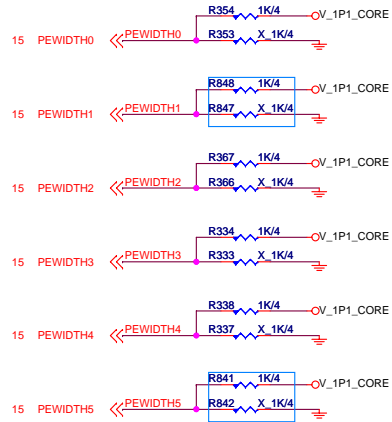 R354 1K/4 V_1P1_CORE
15 PEWIDTH0 PEWIDTH0 R353 X_1K/4
R848 1K/4 V_1P1_CORE
15 PEWIDTH1 PEWIDTH1 R847 X_1K/4
R367 1K/4 V_1P1_CORE
15 PEWIDTH2 PEWIDTH2 R366 X_1K/4
R334 1K/4 V_1P1_CORE
15 PEWIDTH3 PEWIDTH3 R333 X_1K/4
R338 1K/4 V_1P1_CORE
15 PEWIDTH4 PEWIDTH4 R337 X_1K/4
R841 1K/4 V_1P1_CORE
15 PEWIDTH5 PEWIDTH5 R842 X_1K/4